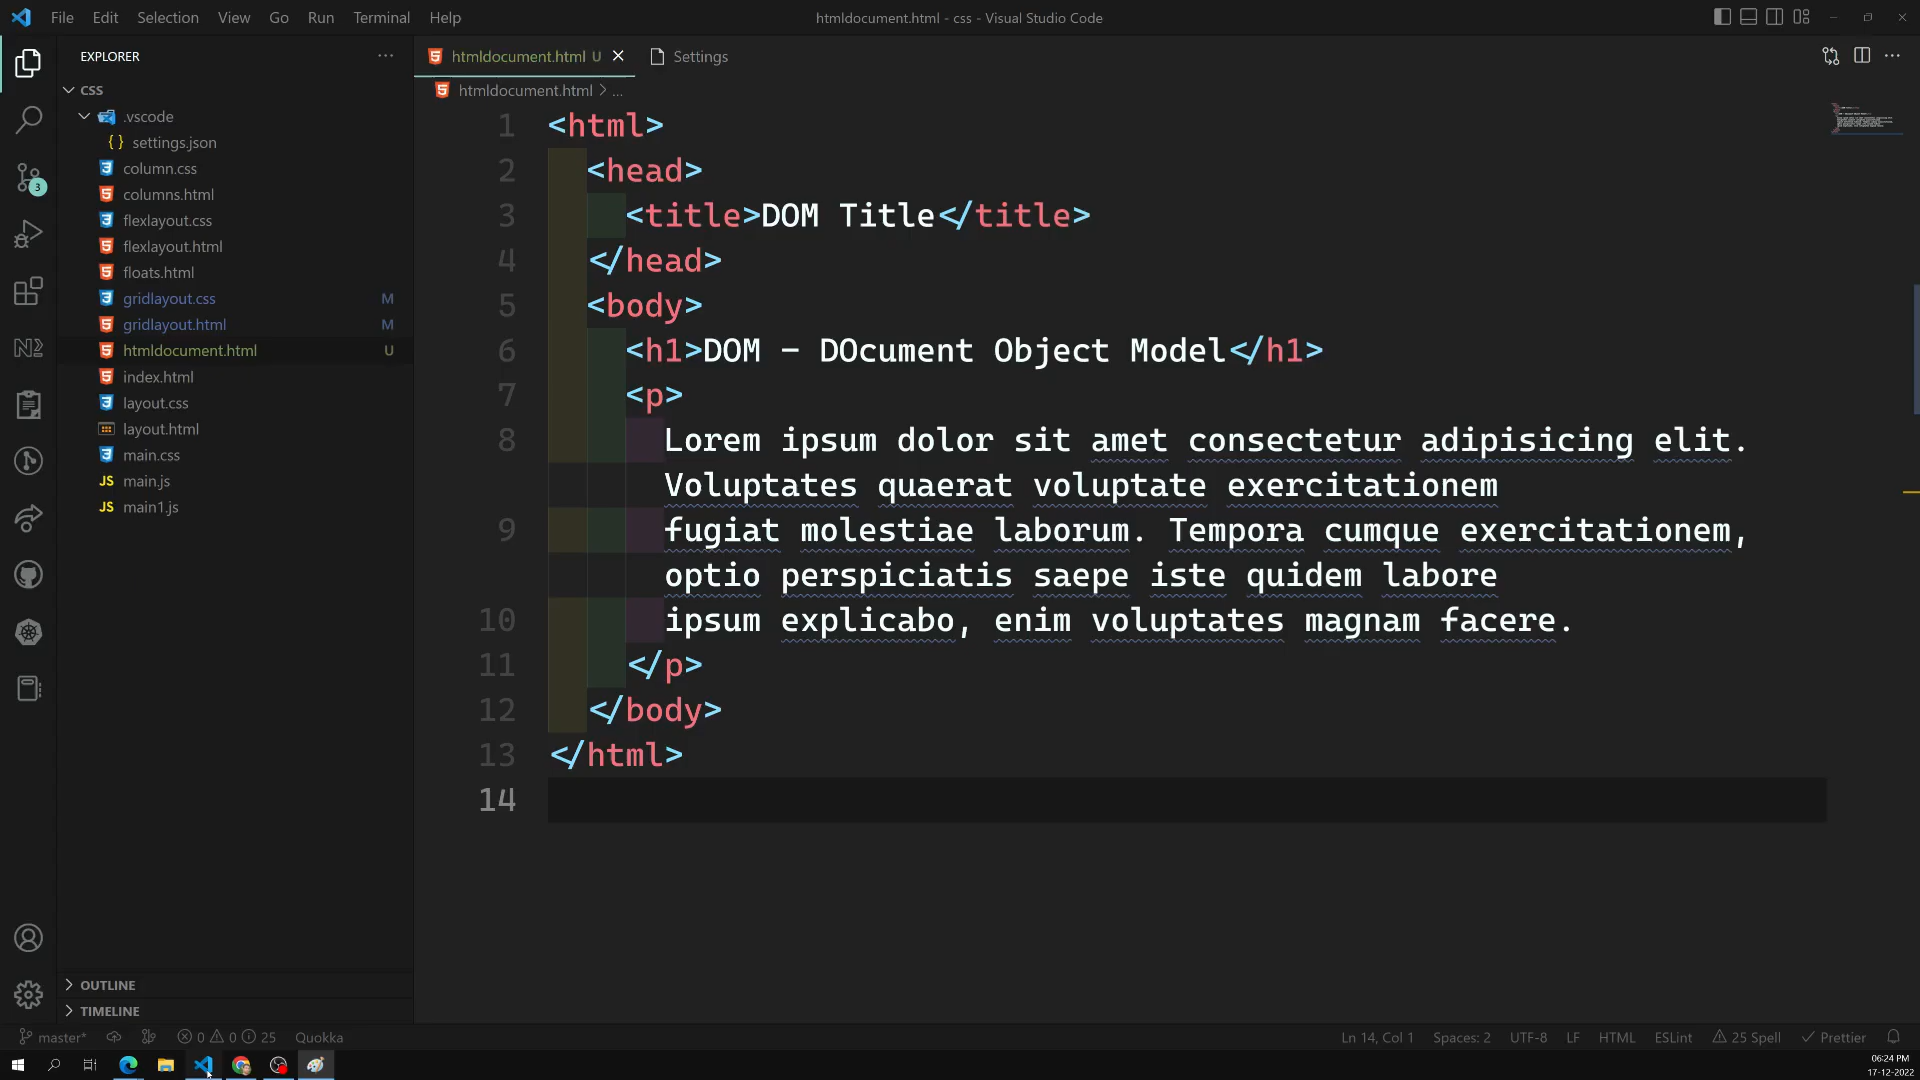 File Edit Selection View Go Run Terminal Help
htmldocument.html - css - Visual Studio Code
EXPLORER
CSS
.vscode
{ } settings.json
column.css
columns.html
flexlayout.css
flexlayout.html
floats.html
gridlayout.css M
gridlayout.html M
htmldocument.html U
index.html
layout.css
layout.html
main.css
JS main.js
JS main1.js
OUTLINE
TIMELINE
3
htmldocument.html U
Settings
htmldocument.html > ...
1 <html>
2 <head>
3 <title>DOM Title</title>
4 </head>
5 <body>
6 <h1>DOM - DOcument Object Model</h1>
7 <p>
8 Lorem ipsum dolor sit amet consectetur adipisicing elit.
Voluptates quaerat voluptate exercitationem
9 fugiat molestiae laborum. Tempora cumque exercitationem,
optio perspiciatis saepe iste quidem labore
10 ipsum explicabo, enim voluptates magnam facere.
11 </p>
12 </body>
13 </html>
14
master* 0 0 25 Quokka
Ln 14, Col 1 Spaces: 2 UTF-8 LF HTML ESLint 25 Spell Prettier
06:24 PM
17-12-2022